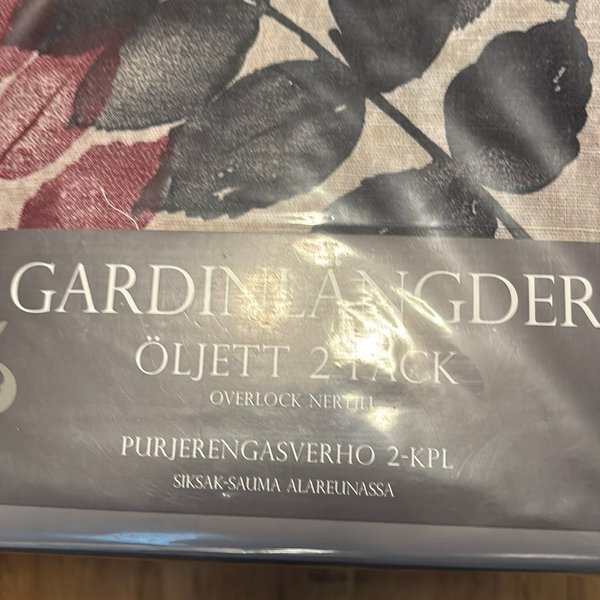 GARDINLÄNGDER
ÖLJETT 2-PACK
OVERLOCK NERTILL
PURJERENGASVERHO 2-KPL
SIKSAK-SAUMA ALAREUNASSA